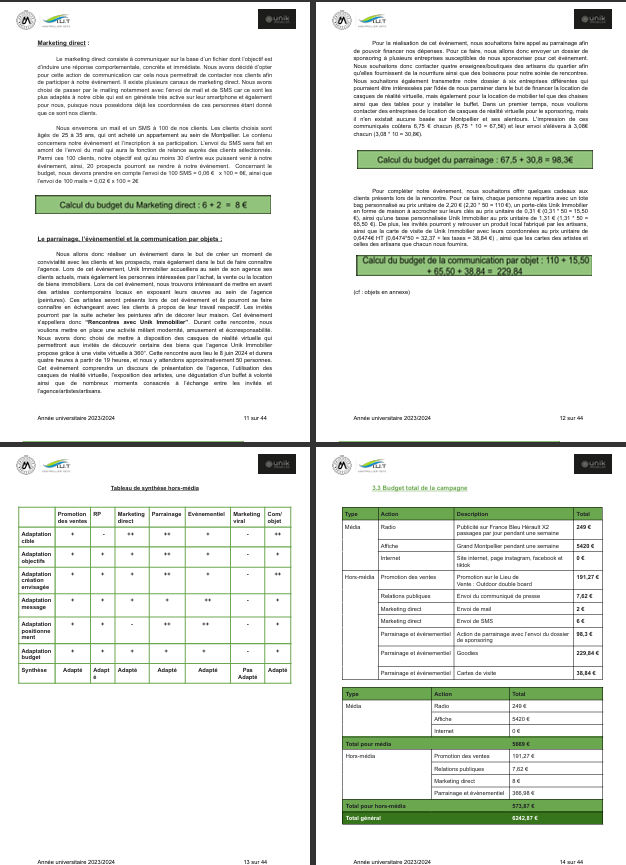 Marketing direct :
Le marketing direct consiste à communiquer sur la base d'un fichier dont l'objectif est
d'induire une réponse comportementale, concrète et immédiate. Nous avons décidé d'opter
pour cette action de communication car cela nous permettrait de contacter nos clients afin
de participer à notre événement. Il existe plusieurs canaux de marketing direct. Nous avons
choisi de passer par le mailing notamment avec l'envoi de mail et de SMS car ce sont les
plus adaptés à notre cible qui est en générale très active sur leur smartphone et également
pour nous, puisque nous possédons déjà les coordonnées de ces personnes étant donné
que ce sont nos clients.
Nous enverrons un mail et un SMS à 100 de nos clients. Les clients choisis sont
âgés de 25 à 35 ans, qui ont acheté un appartement au sein de Montpellier. Le contenu
concernera notre événement et l'incitation à sa participation. L'envoi du SMS sera fait en
amont de l'envoi du mail qui aura la fonction de relance auprès des clients sélectionnés.
Parmi ces 100 clients, notre objectif est qu'au moins 30 d'entre eux puissent venir à notre
événement, ainsi, 20 prospects pourront se rendre à notre événement. Concernant le
budget, nous devons prendre en compte l'envoi de 100 SMS = 0,06 € x 100 = 6€, ainsi que
l'envoi de 100 mails = 0,02 € x 100 = 2€
Calcul du budget du Marketing direct : 6 + 2 = 8 €
Le parrainage, l'évènementiel et la communication par objets :
Nous allons donc réaliser un événement dans le but de créer un moment de
convivialité avec les clients et les prospects, mais également dans le but de faire connaître
l'agence. Lors de cet événement, Unik Immobilier accueillera au sein de son agence ses
clients actuels, mais également les personnes intéressées par l'achat, la vente ou la location
de biens immobiliers. Lors de cet événement, nous trouvons intéressant de mettre en avant
des artistes contemporains locaux en exposant leurs œuvres au sein de l'agence
(peintures). Ces artistes seront présents lors de cet événement et ils pourront se faire
connaître en échangeant avec les clients à propos de leur travail respectif. Les invités
pourront par la suite acheter les peintures afin de décorer leur maison. Cet événement
s'appellera donc "Rencontres avec Unik Immobilier". Durant cette rencontre, nous
voulions mettre en place une activité mêlant modernité, amusement et écoresponsabilité.
Nous avons donc choisi de mettre à disposition des casques de réalité virtuelle qui
permettront aux invités de découvrir certains des biens que l'agence Unik Immobilier
propose grâce à une visite virtuelle à 360°. Cette rencontre aura lieu le 8 juin 2024 et durera
quatre heures à partir de 19 heures, et nous y attendons approximativement 50 personnes.
Cet événement comprendra un discours de présentation de l'agence, l'utilisation des
casques de réalité virtuelle, l'exposition des artistes, une dégustation d'un buffet à volonté
ainsi que de nombreux moments consacrés à l'échange entre les invités et
l'agence/artistes/artisans.
Année universitaire 2023/2024 11 sur 44
Pour la réalisation de cet événement, nous souhaitons faire appel au parrainage afin
de pouvoir financer nos dépenses. Pour ce faire, nous allons donc envoyer un dossier de
sponsoring à plusieurs entreprises susceptibles de nous sponsoriser pour cet événement.
Nous souhaitons donc contacter quatre enseignes/boutiques d'artisans du quartier afin
qu'elles fournissent de la nourriture ainsi que des boissons pour notre soirée de rencontres.
Nous souhaitons également transmettre notre dossier à six entreprises différentes qui
pourraient être intéressées par l'idée de nous parrainer dans le but de financer la location de
casques de réalité virtuelle, mais également pour la location de mobilier tel que des chaises
ainsi que des tables pour y installer le buffet. Dans un premier temps, nous voulions
contacter des entreprises de location de casques de réalité virtuelle pour le sponsoring, mais
il n'en existait aucune basée sur Montpellier et ses alentours. L'impression de ces
communiqués coûtera 6,75 € chacun (6,75 * 10 = 67,5€) et leur envoi s'élèvera à 3,08€
chacun (3,08 * 10 = 30,8€).
Calcul du budget du parrainage : 67,5 + 30,8 = 98,3€
Pour compléter notre événement, nous souhaitons offrir quelques cadeaux aux
clients présents lors de la rencontre. Pour ce faire, chaque personne repartira avec un tote
bag personnalisé au prix unitaire de 2,20 € (2,20 * 50 = 110 €), un porte-clés Unik Immobilier
en forme de maison à accrocher sur leur clés au prix unitaire de 0,31 € (0,31 * 50 = 15,50
€), ainsi qu'une tasse personnalisée Unik Immobilier au prix unitaire de 1,31 € (1,31 * 50 =
65,50 €). De plus, les invités pourront y retrouver un produit local fabriqué par les artisans,
ainsi que la carte de visite de Unik Immobilier avec leurs coordonnées au prix unitaire de
0,6474€ HT (0,6474*50 = 32,37 + les taxes = 38,84 €) , ainsi que les cartes des artistes et
celles des artisans que chacun nous fournira.
Calcul du budget de la communication par objet : 110 + 15,50
+ 65,50 + 38,84 = 229,84
(cf : objets en annexe)
Année universitaire 2023/2024 12 sur 44
Tableau de synthèse hors-média
Promotion des ventes RP Marketing direct Parrainage Evènementiel Marketing viral Com/ objet
Adaptation cible + - ++ ++ + - ++
Adaptation objectifs + + + ++ + - +
Adaptation création envisagée + + + ++ + - ++
Adaptation message + + + + ++ - +
Adaptation positionne ment + + - ++ ++ - +
Adaptation budget + + + + + - +
Synthèse Adapté Adapt é Adapté Adapté Adapté Pas Adapté Adapté
Année universitaire 2023/2024 13 sur 44
3.3 Budget total de la campagne
Type Action Description Total
Média Radio Publicité sur France Bleu Hérault X2 249 €
passages par jour pendant une semaine
Affiche Grand Montpellier pendant une semaine 5420 €
Internet Site internet, page instagram, facebook et 0 €
tiktok
Hors-média Promotion des ventes Promotion sur le Lieu de 191,27 €
Vente : Outdoor double board
Relations publiques Envoi du communiqué de presse 7,62 €
Marketing direct Envoi de mail 2 €
Marketing direct Envoi de SMS 6 €
Parrainage et évènementiel Action de parrainage avec l'envoi du dossier 98,3 €
de sponsoring
Parrainage et évènementiel Goodies 229,84 €
Parrainage et évènementiel Cartes de visite 38,84 €
Type Action Total
Média Radio 249 €
Affiche 5420 €
Internet 0 €
Total pour média 5669 €
Hors-média Promotion des ventes 191,27 €
Relations publiques 7,62 €
Marketing direct 8 €
Parrainage et évènementiel 366,98 €
Total pour hors-média 573,87 €
Total général 6242,87 €
Année universitaire 2023/2024 14 sur 44